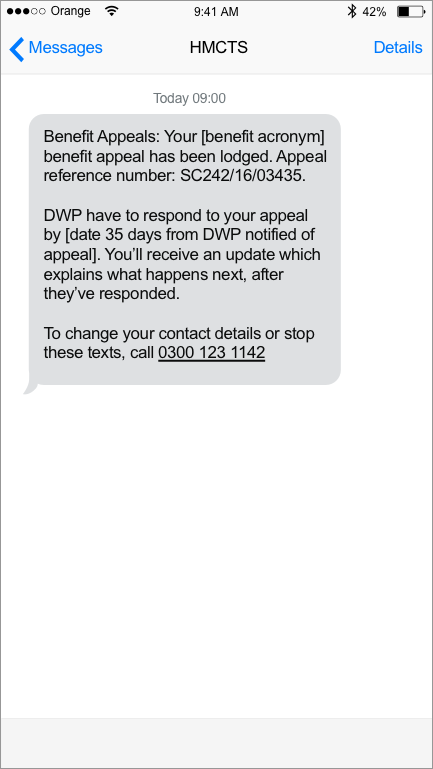 Orange 9:41 AM 42%
Messages HMCTS Details
Today 09:00
Benefit Appeals: Your [benefit acronym]
benefit appeal has been lodged. Appeal
reference number: SC242/16/03435.
DWP have to respond to your appeal
by [date 35 days from DWP notified of
appeal]. You’ll receive an update which
explains what happens next, after
they’ve responded.
To change your contact details or stop
these texts, call 0300 123 1142